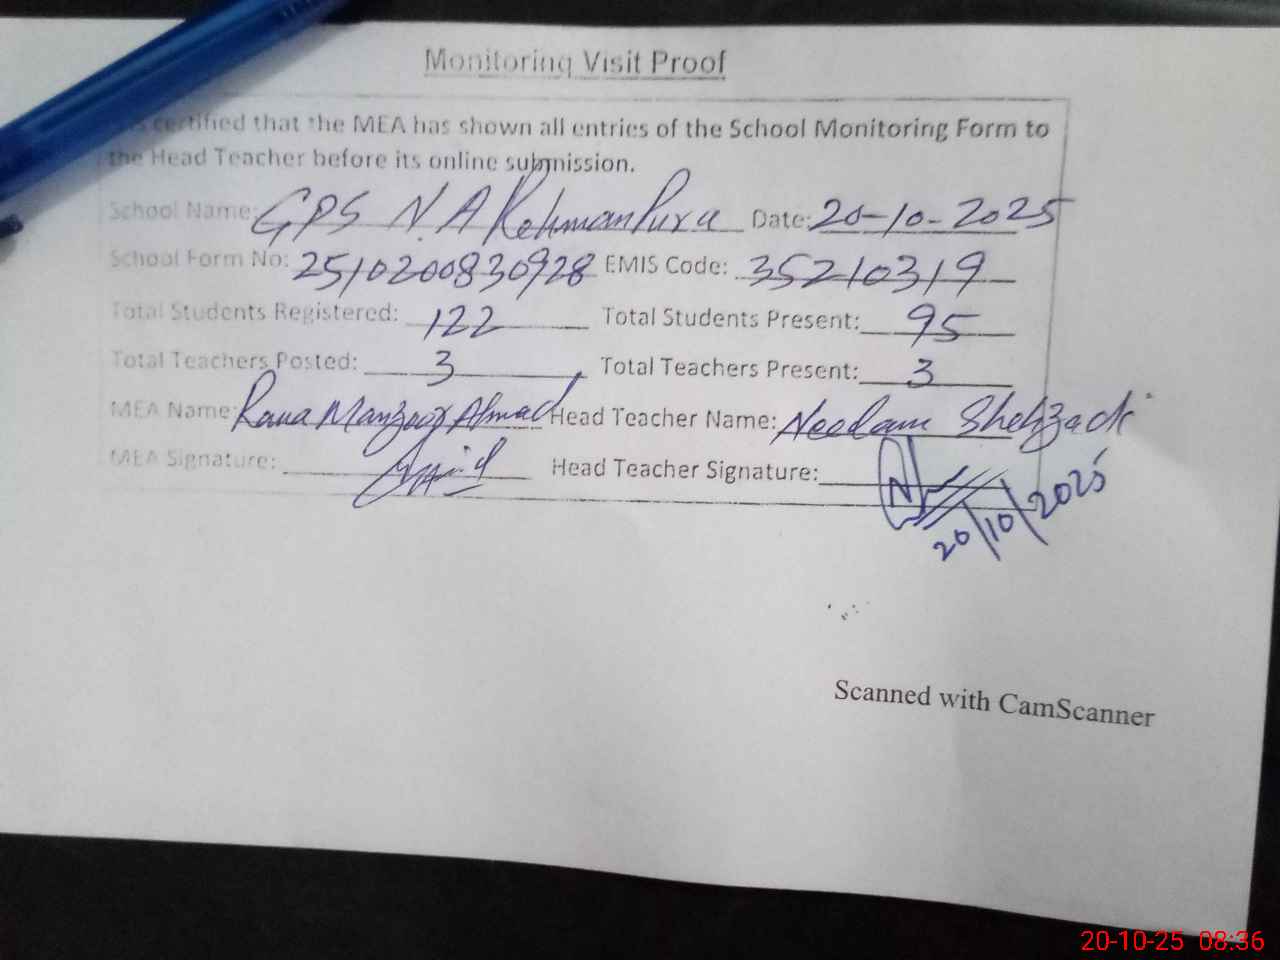 Monitoring Visit Proof
is certified that the MEA has shown all entries of the School Monitoring Form to
the Head Teacher before its online submission.
School Name: GPS N.A Rehmanpura Date: 20-10-2025
School Form No: 2510200830928 EMIS Code: 35210319
Total Students Registered: 122 Total Students Present: 95
Total Teachers Posted: 3 Total Teachers Present: 3
MEA Name: Rana Manzoor Ahmad Head Teacher Name: Neelam Shehzadi
MEA Signature: Head Teacher Signature:
20/10/2025
Scanned with CamScanner
20-10-25 08:36